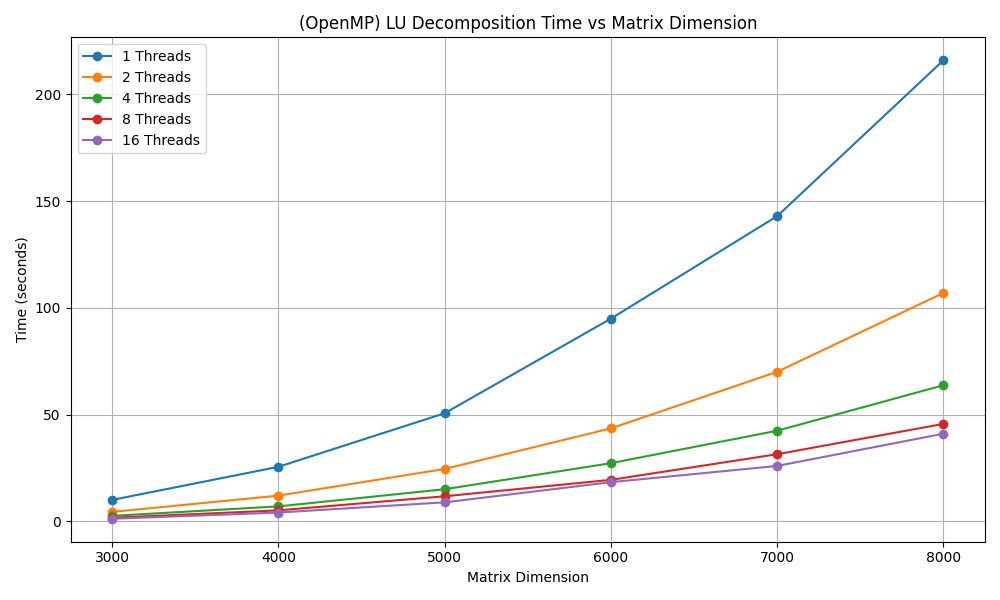 (OpenMP) LU Decomposition Time vs Matrix Dimension
1 Threads
2 Threads
4 Threads
8 Threads
16 Threads
Time (seconds)
200
150
100
50
0
3000 4000 5000 6000 7000 8000
Matrix Dimension